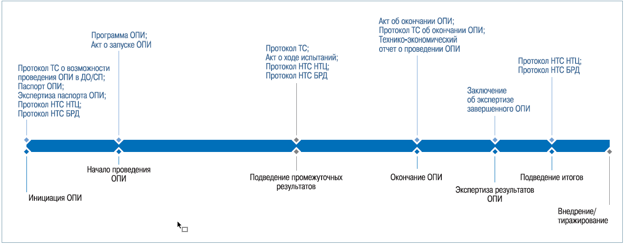 Протокол ТС о возможности
проведения ОПИ в ДО/СП;
Паспорт ОПИ;
Экспертиза паспорта ОПИ;
Протокол НТС НТЦ;
Протокол НТС БРД
Программа ОПИ;
Акт о запуске ОПИ
Протокол ТС;
Акт о ходе испытаний;
Протокол НТС НТЦ;
Протокол НТС БРД
Акт об окончании ОПИ;
Протокол ТС об окончании ОПИ;
Технико-экономический
отчет о проведении ОПИ
Заключение
об экспертизе
завершенного ОПИ
Протокол НТС НТЦ;
Протокол НТС БРД
Инициация ОПИ
Начало проведения
ОПИ
Подведение промежуточных
результатов
Окончание ОПИ
Экспертиза результатов
ОПИ
Подведение итогов
Внедрение/
тиражирование